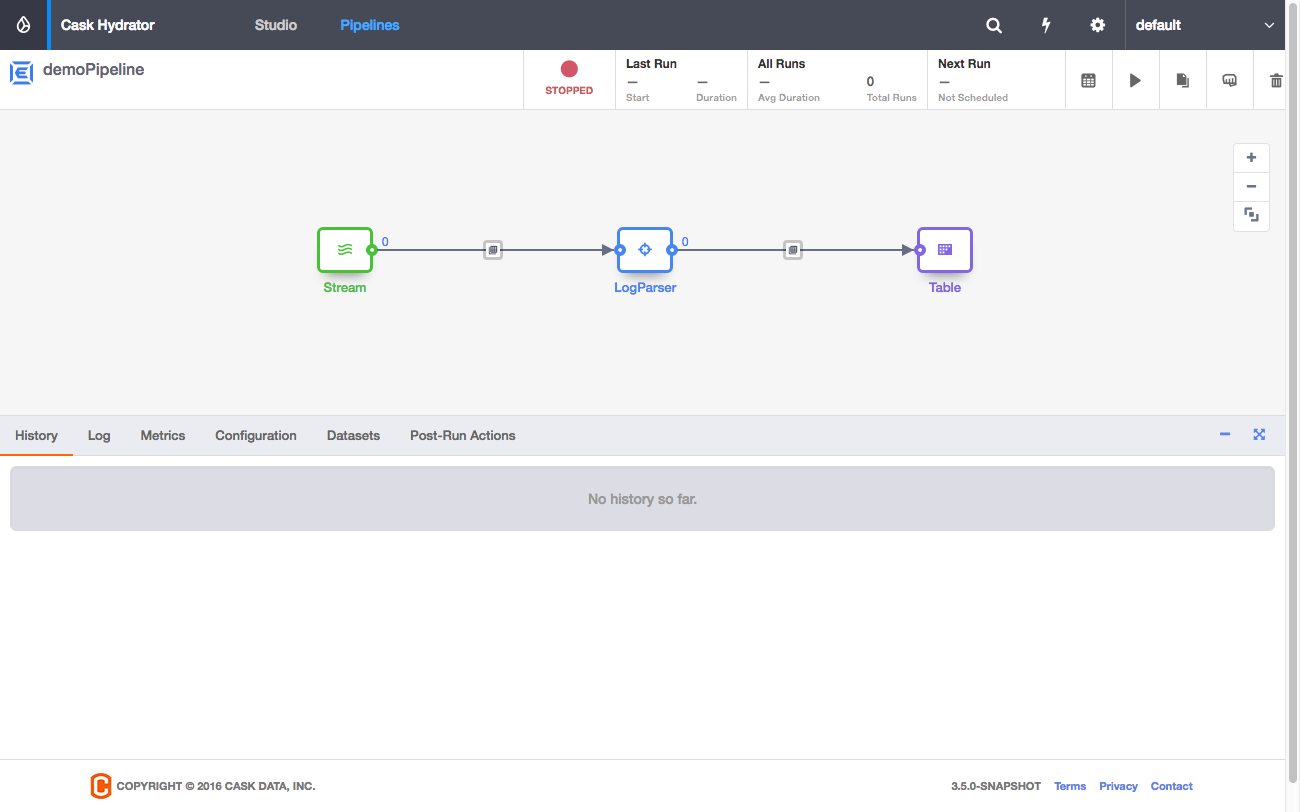 Cask Hydrator Studio Pipelines default
demoPipeline
STOPPED
Last Run
— —
Start Duration
All Runs
— 0
Avg Duration Total Runs
Next Run
—
Not Scheduled
0 0
Stream LogParser Table
History Log Metrics Configuration Datasets Post-Run Actions
No history so far.
COPYRIGHT © 2016 CASK DATA, INC. 3.5.0-SNAPSHOT Terms Privacy Contact